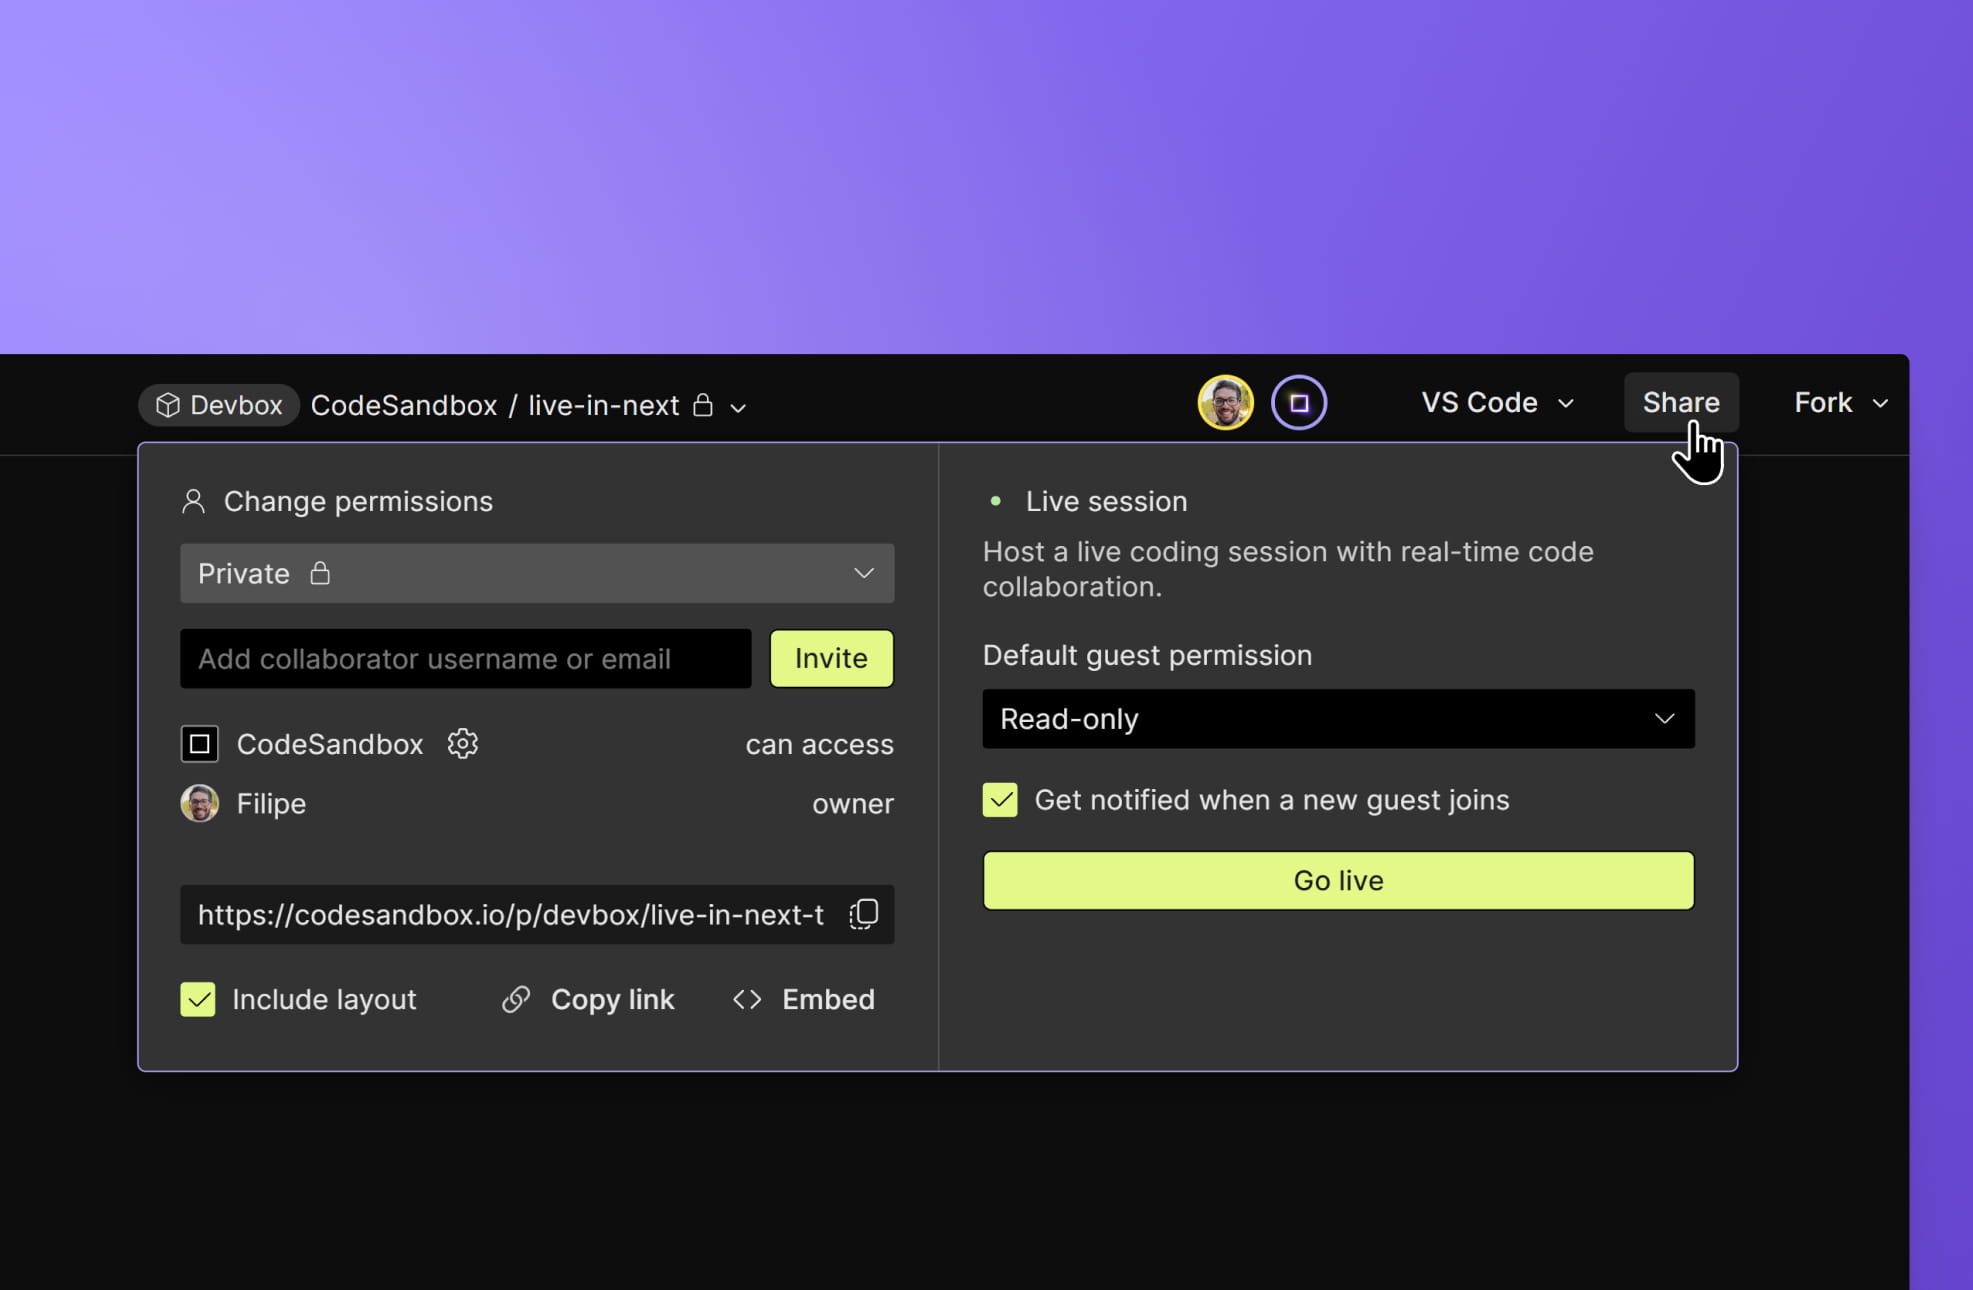 Devbox CodeSandbox / live-in-next VS Code Share Fork
Change permissions
Private
Add collaborator username or email Invite
CodeSandbox can access
Filipe owner
https://codesandbox.io/p/devbox/live-in-next-t
Include layout Copy link Embed
Live session
Host a live coding session with real-time code
collaboration.
Default guest permission
Read-only
Get notified when a new guest joins
Go live